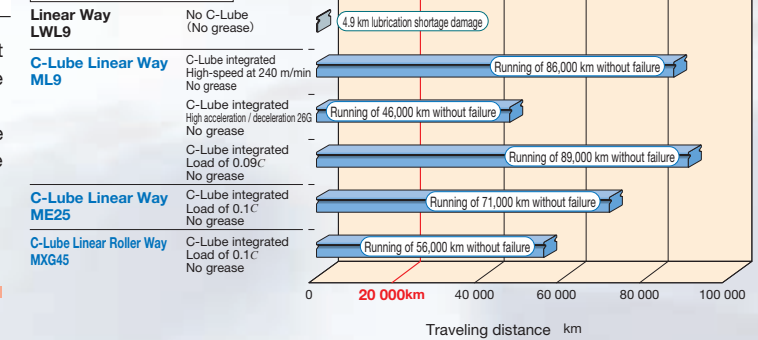 Linear Way
LWL9
No C-Lube
(No grease)
4.9 km lubrication shortage damage
C-Lube Linear Way
ML9
C-Lube integrated
High-speed at 240 m/min
No grease
Running of 86,000 km without failure
C-Lube integrated
High acceleration / deceleration 26G
No grease
Running of 46,000 km without failure
C-Lube integrated
Load of 0.09C
No grease
Running of 89,000 km without failure
C-Lube Linear Way
ME25
C-Lube integrated
Load of 0.1C
No grease
Running of 71,000 km without failure
C-Lube Linear Roller Way
MXG45
C-Lube integrated
Load of 0.1C
No grease
Running of 56,000 km without failure
0 20 000km 40 000 60 000 80 000 100 000
Traveling distance km